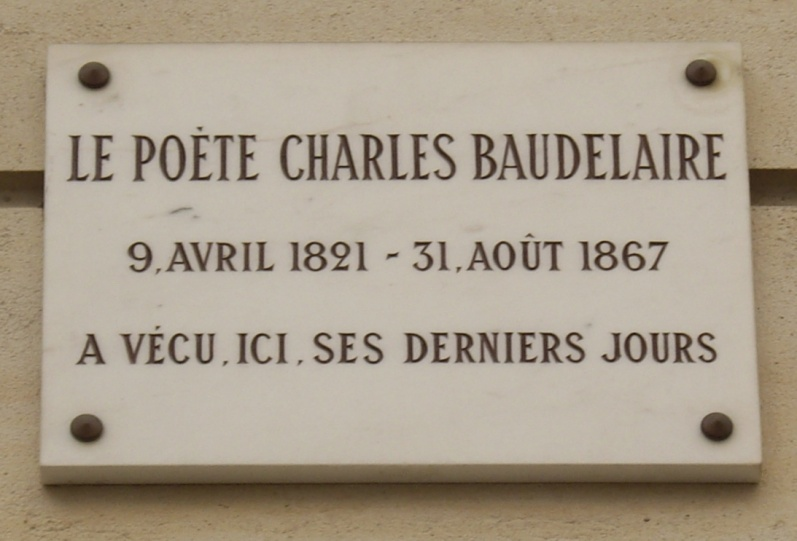 LE POÈTE CHARLES BAUDELAIRE
9, AVRIL 1821 - 31, AOÛT 1867
A VÉCU, ICI, SES DERNIERS JOURS